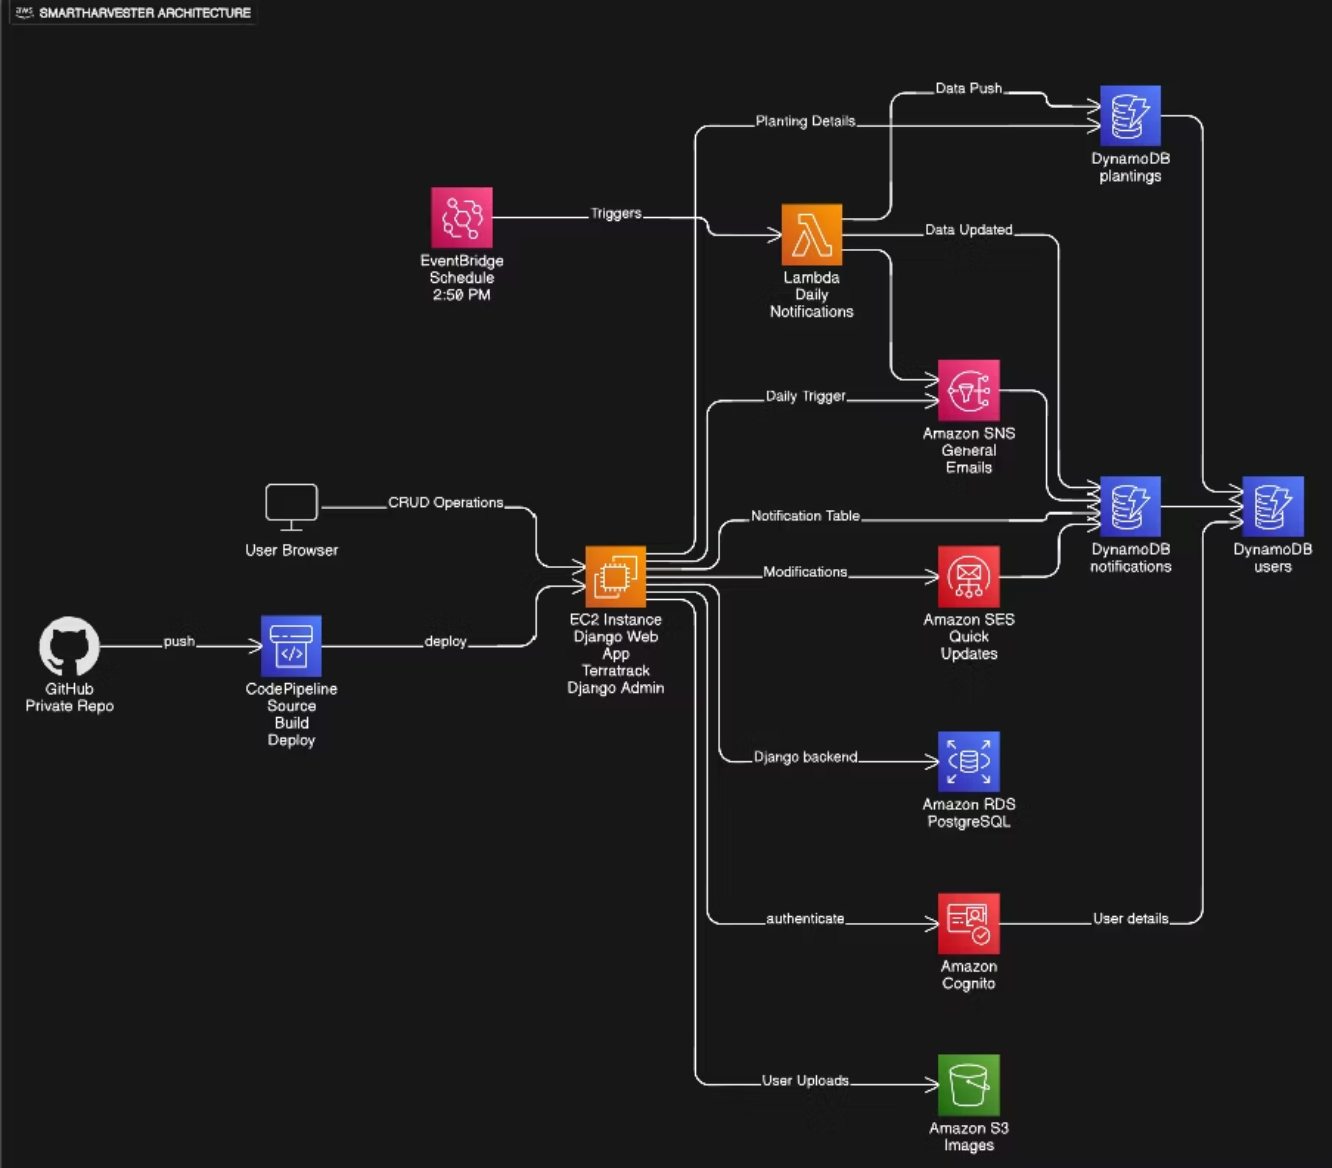 aws SMARTHARVESTER ARCHITECTURE
Data Push
Planting Details
DynamoDB
plantings
Triggers
EventBridge
Schedule
2:50 PM
Data Updated
Lambda
Daily
Notifications
Daily Trigger
Amazon SNS
General
Emails
CRUD Operations
User Browser
Notification Table
DynamoDB
notifications
DynamoDB
users
Modifications
Amazon SES
Quick
Updates
EC2 Instance
Django Web
App
Terratrack
Django Admin
push
deploy
GitHub
Private Repo
CodePipeline
Source
Build
Deploy
Django backend
Amazon RDS
PostgreSQL
authenticate
User details
Amazon
Cognito
User Uploads
Amazon S3
Images